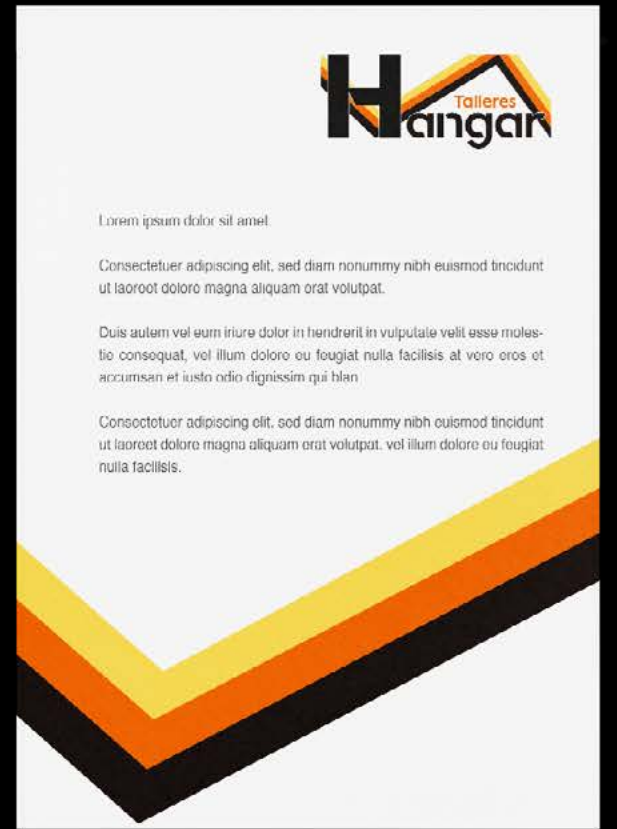 Talleres
Hangar
Lorem ipsum dolor sit amet
Consectetuer adipiscing elit, sed diam nonummy nibh euismod tincidunt
ut laoreet dolore magna aliquam erat volutpat.
Duis autem vel eum iriure dolor in hendrerit in vulputate velit esse moles-
tie consequat, vel illum dolore eu feugiat nulla facilisis at vero eros et
accumsan et iusto odio dignissim qui blan
Consectetuer adipiscing elit, sed diam nonummy nibh euismod tincidunt
ut laoreet dolore magna aliquam erat volutpat. vel illum dolore eu feugiat
nulla facilisis.